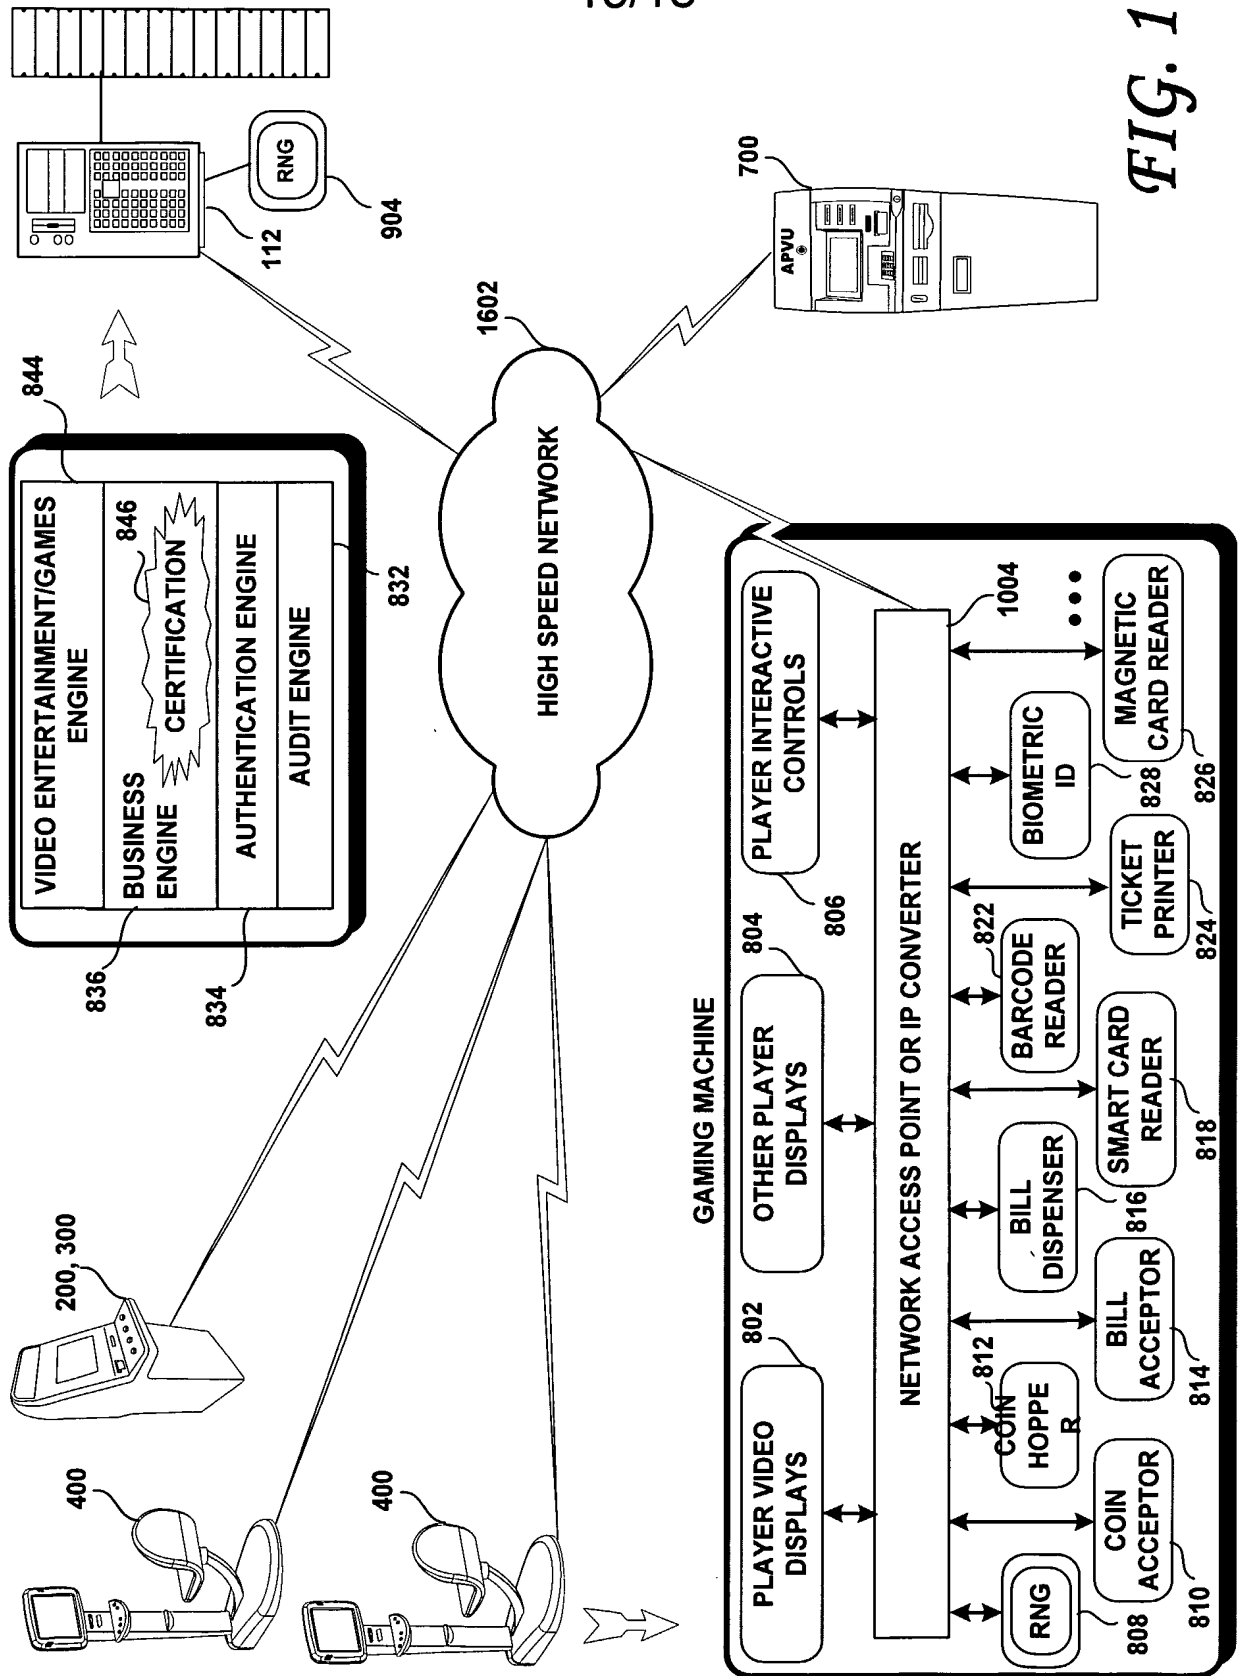 200, 300
400
400
VIDEO ENTERTAINMENT/GAMES
ENGINE
844
BUSINESS
ENGINE
CERTIFICATION
846
AUTHENTICATION ENGINE
AUDIT ENGINE
836
834
832
112
RNG
904
HIGH SPEED NETWORK
1602
APVU
700
GAMING MACHINE
PLAYER VIDEO
DISPLAYS
802
OTHER PLAYER
DISPLAYS
804
PLAYER INTERACTIVE
CONTROLS
806
NETWORK ACCESS POINT OR IP CONVERTER
1004
RNG
808
COIN
ACCEPTOR
810
COIN
HOPPE
R
812
BILL
ACCEPTOR
814
BILL
DISPENSER
816
SMART CARD
READER
818
BARCODE
READER
822
TICKET
PRINTER
824
BIOMETRIC
ID
828
MAGNETIC
CARD READER
826
FIG. 1